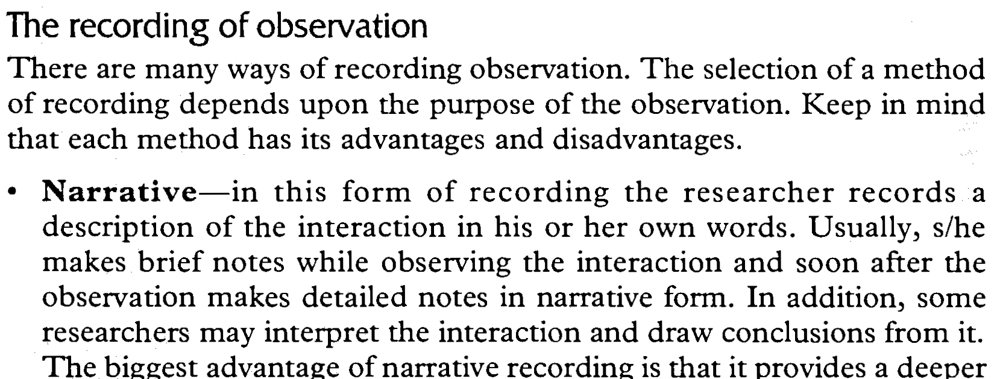 The recording of observation
There are many ways of recording observation. The selection of a method
of recording depends upon the purpose of the observation. Keep in mind
that each method has its advantages and disadvantages.
• Narrative—in this form of recording the researcher records a
description of the interaction in his or her own words. Usually, s/he
makes brief notes while observing the interaction and soon after the
observation makes detailed notes in narrative form. In addition, some
researchers may interpret the interaction and draw conclusions from it.
The biggest advantage of narrative recording is that it provides a deeper